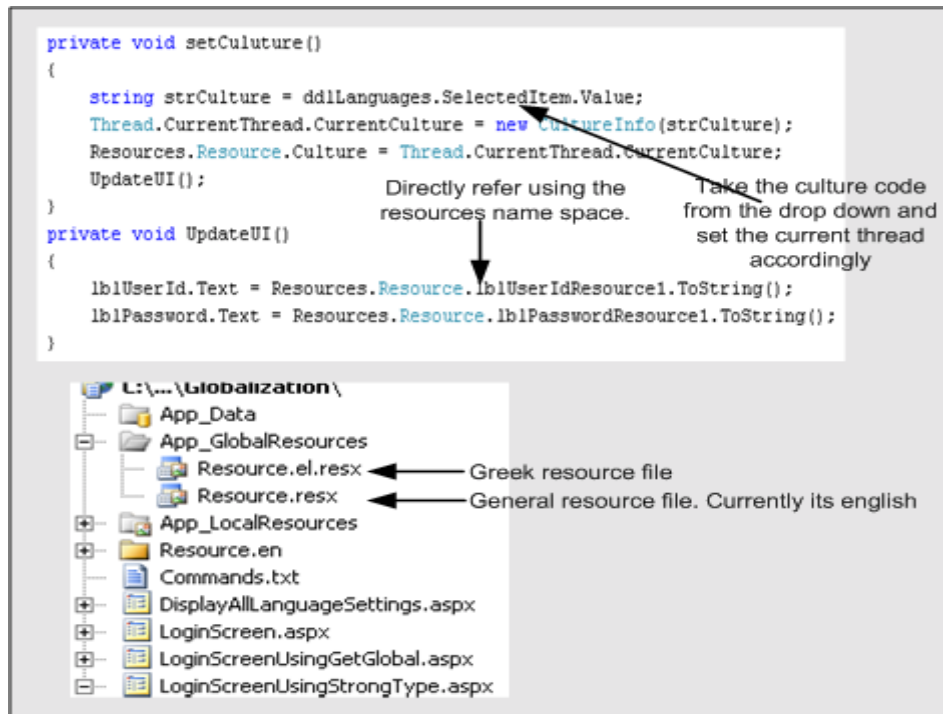 private void setCuluture()
{
string strCulture = ddlLanguages.SelectedItem.Value;
Thread.CurrentThread.CurrentCulture = new CultureInfo(strCulture);
Resources.Resource.Culture = Thread.CurrentThread.CurrentCulture;
UpdateUI();
}
Directly refer using the
resources name space.
Take the culture code
from the drop down and
set the current thread
accordingly
private void UpdateUI()
{
lblUserId.Text = Resources.Resource.lblUserIdResource1.ToString();
lblPassword.Text = Resources.Resource.lblPasswordResource1.ToString();
}
L:\...\Globalization\
App_Data
App_GlobalResources
Resource.el.resx
Greek resource file
Resource.resx
General resource file. Currently its english
App_LocalResources
Resource.en
Commands.txt
DisplayAllLanguageSettings.aspx
LoginScreen.aspx
LoginScreenUsingGetGlobal.aspx
LoginScreenUsingStrongType.aspx